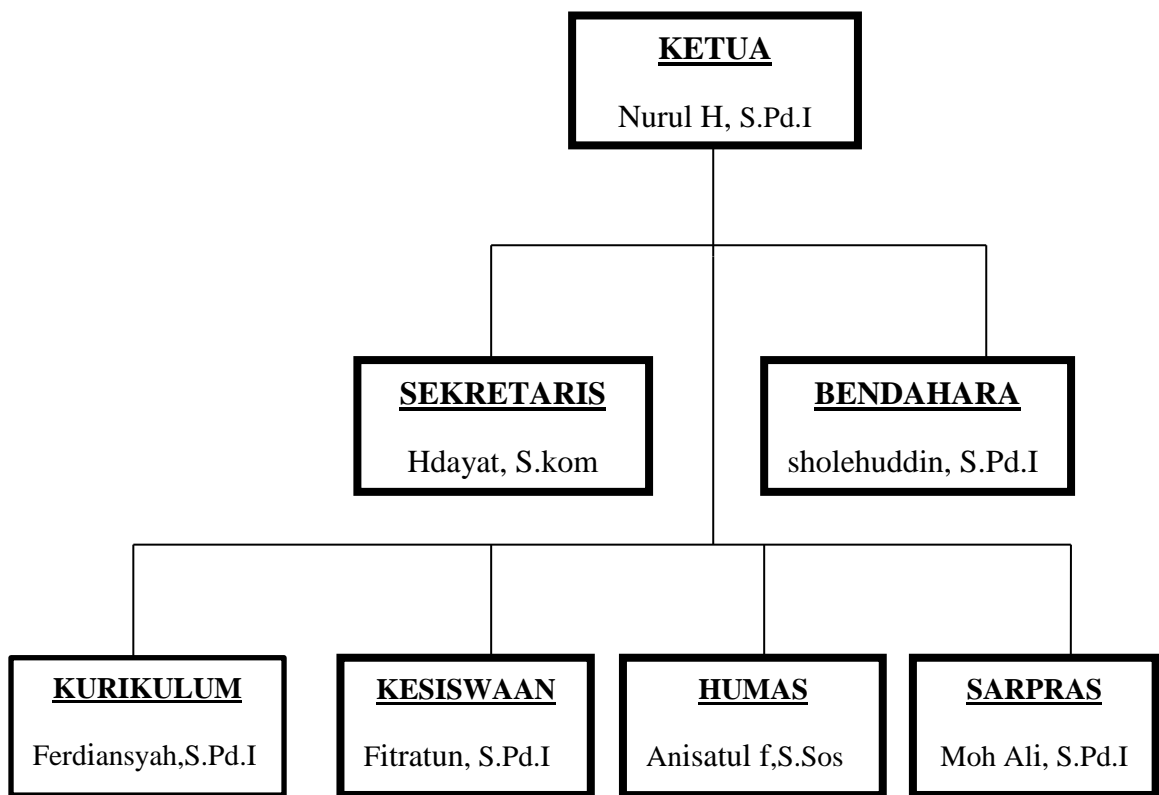 KETUA
Nurul H, S.Pd.I
SEKRETARIS
Hdayat, S.kom
BENDAHARA
sholehuddin, S.Pd.I
KURIKULUM
Ferdiansyah,S.Pd.I
KESISWAAN
Fitratun, S.Pd.I
HUMAS
Anisatul f,S.Sos
SARPRAS
Moh Ali, S.Pd.I